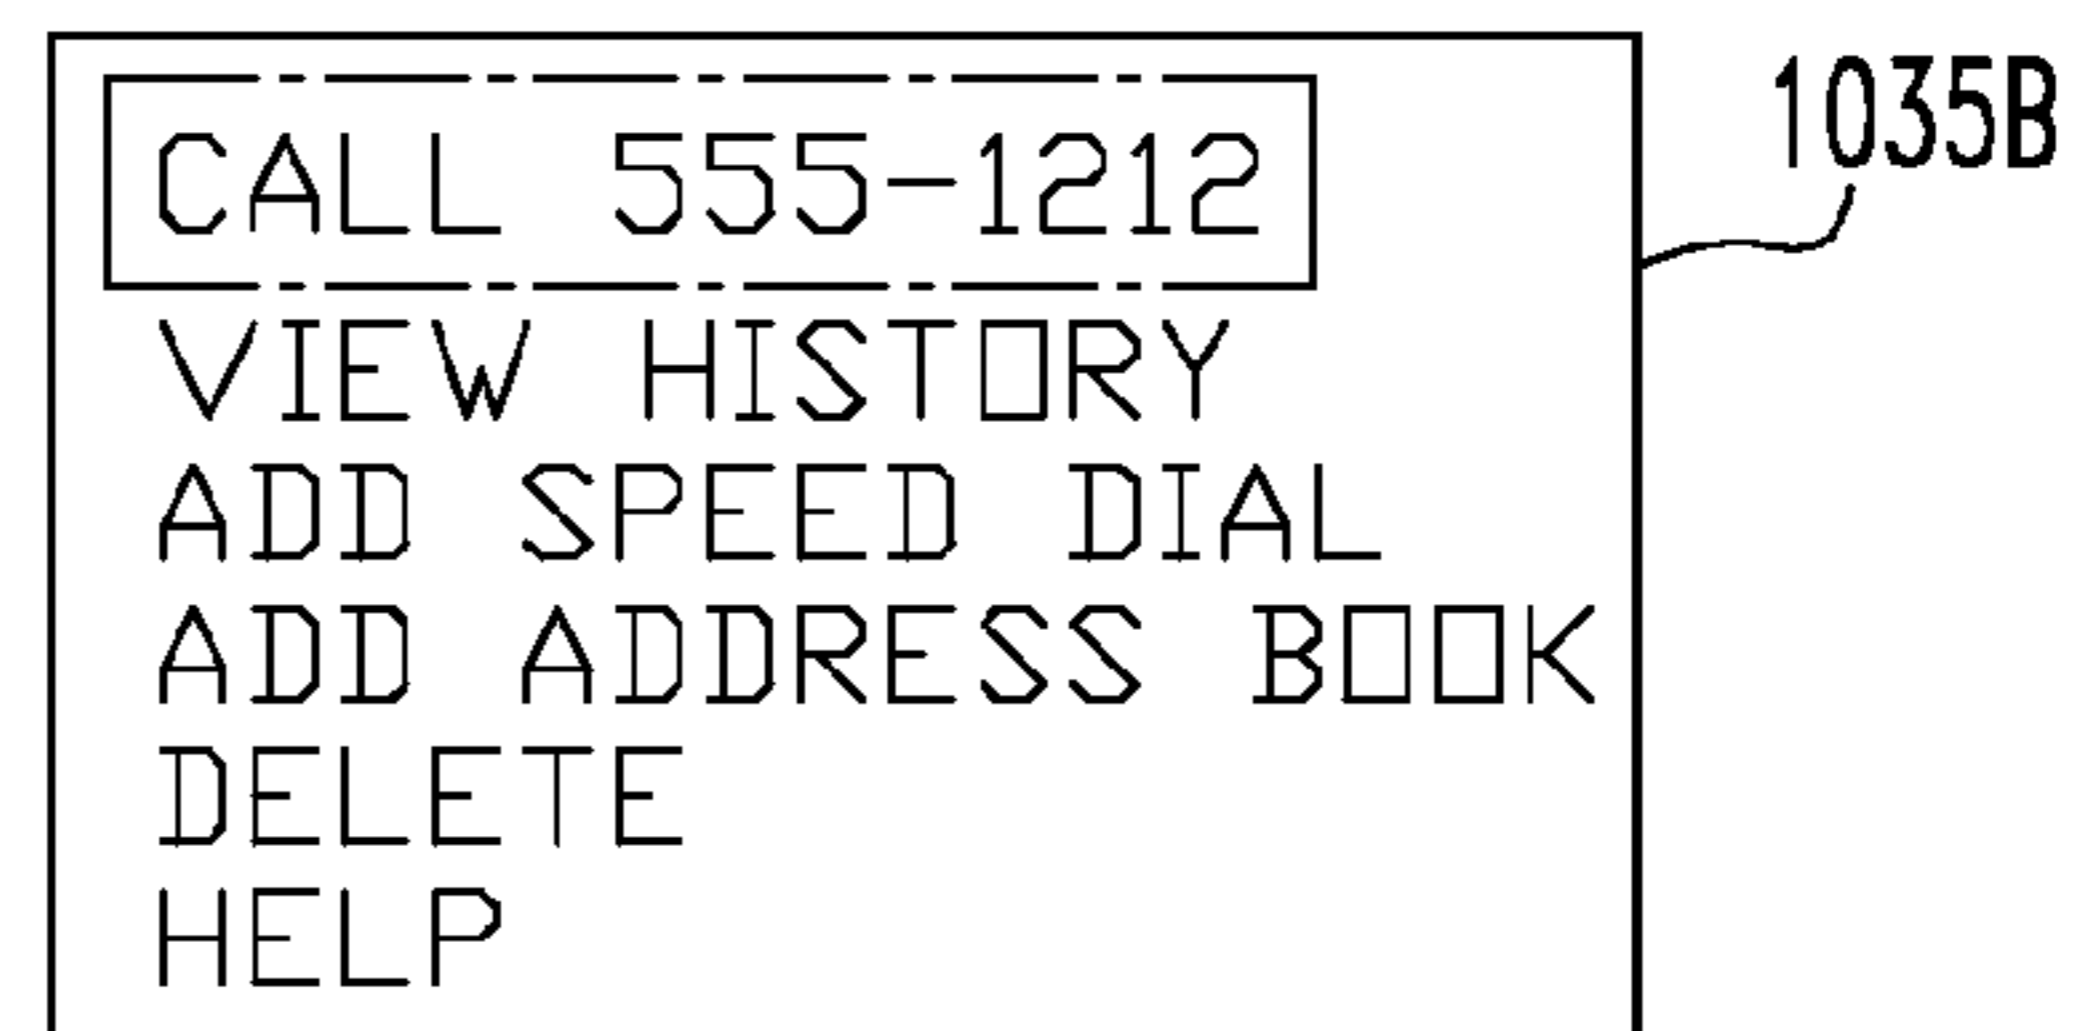 CALL 555-1212
1035B
VIEW HISTORY
ADD SPEED DIAL
ADD ADDRESS BOOK
DELETE
HELP